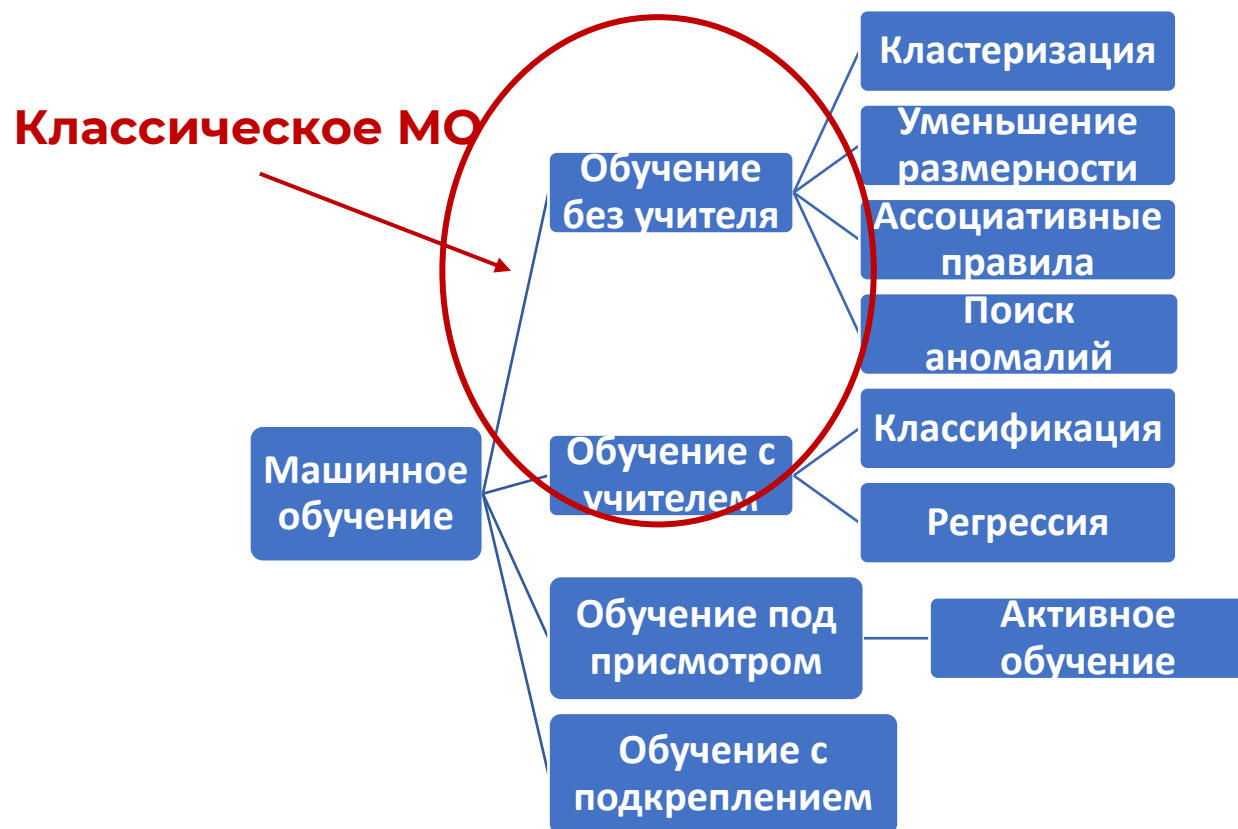 Классическое МО
Машинное
обучение
Обучение
без учителя
Кластеризация
Уменьшение
размерности
Ассоциативные
правила
Поиск
аномалий
Обучение с
учителем
Классификация
Регрессия
Обучение под
присмотром
Активное
обучение
Обучение с
подкреплением